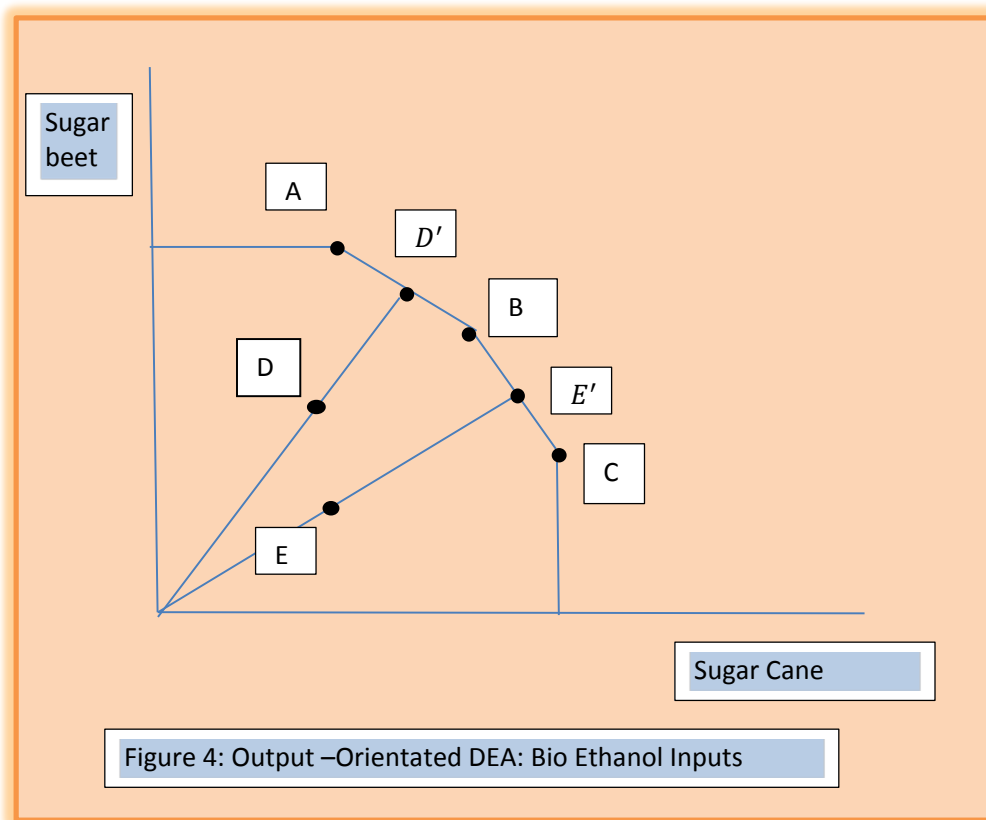 Sugar
beet
A
D′
B
D
E′
C
E
Sugar Cane
Figure 4: Output –Orientated DEA: Bio Ethanol Inputs